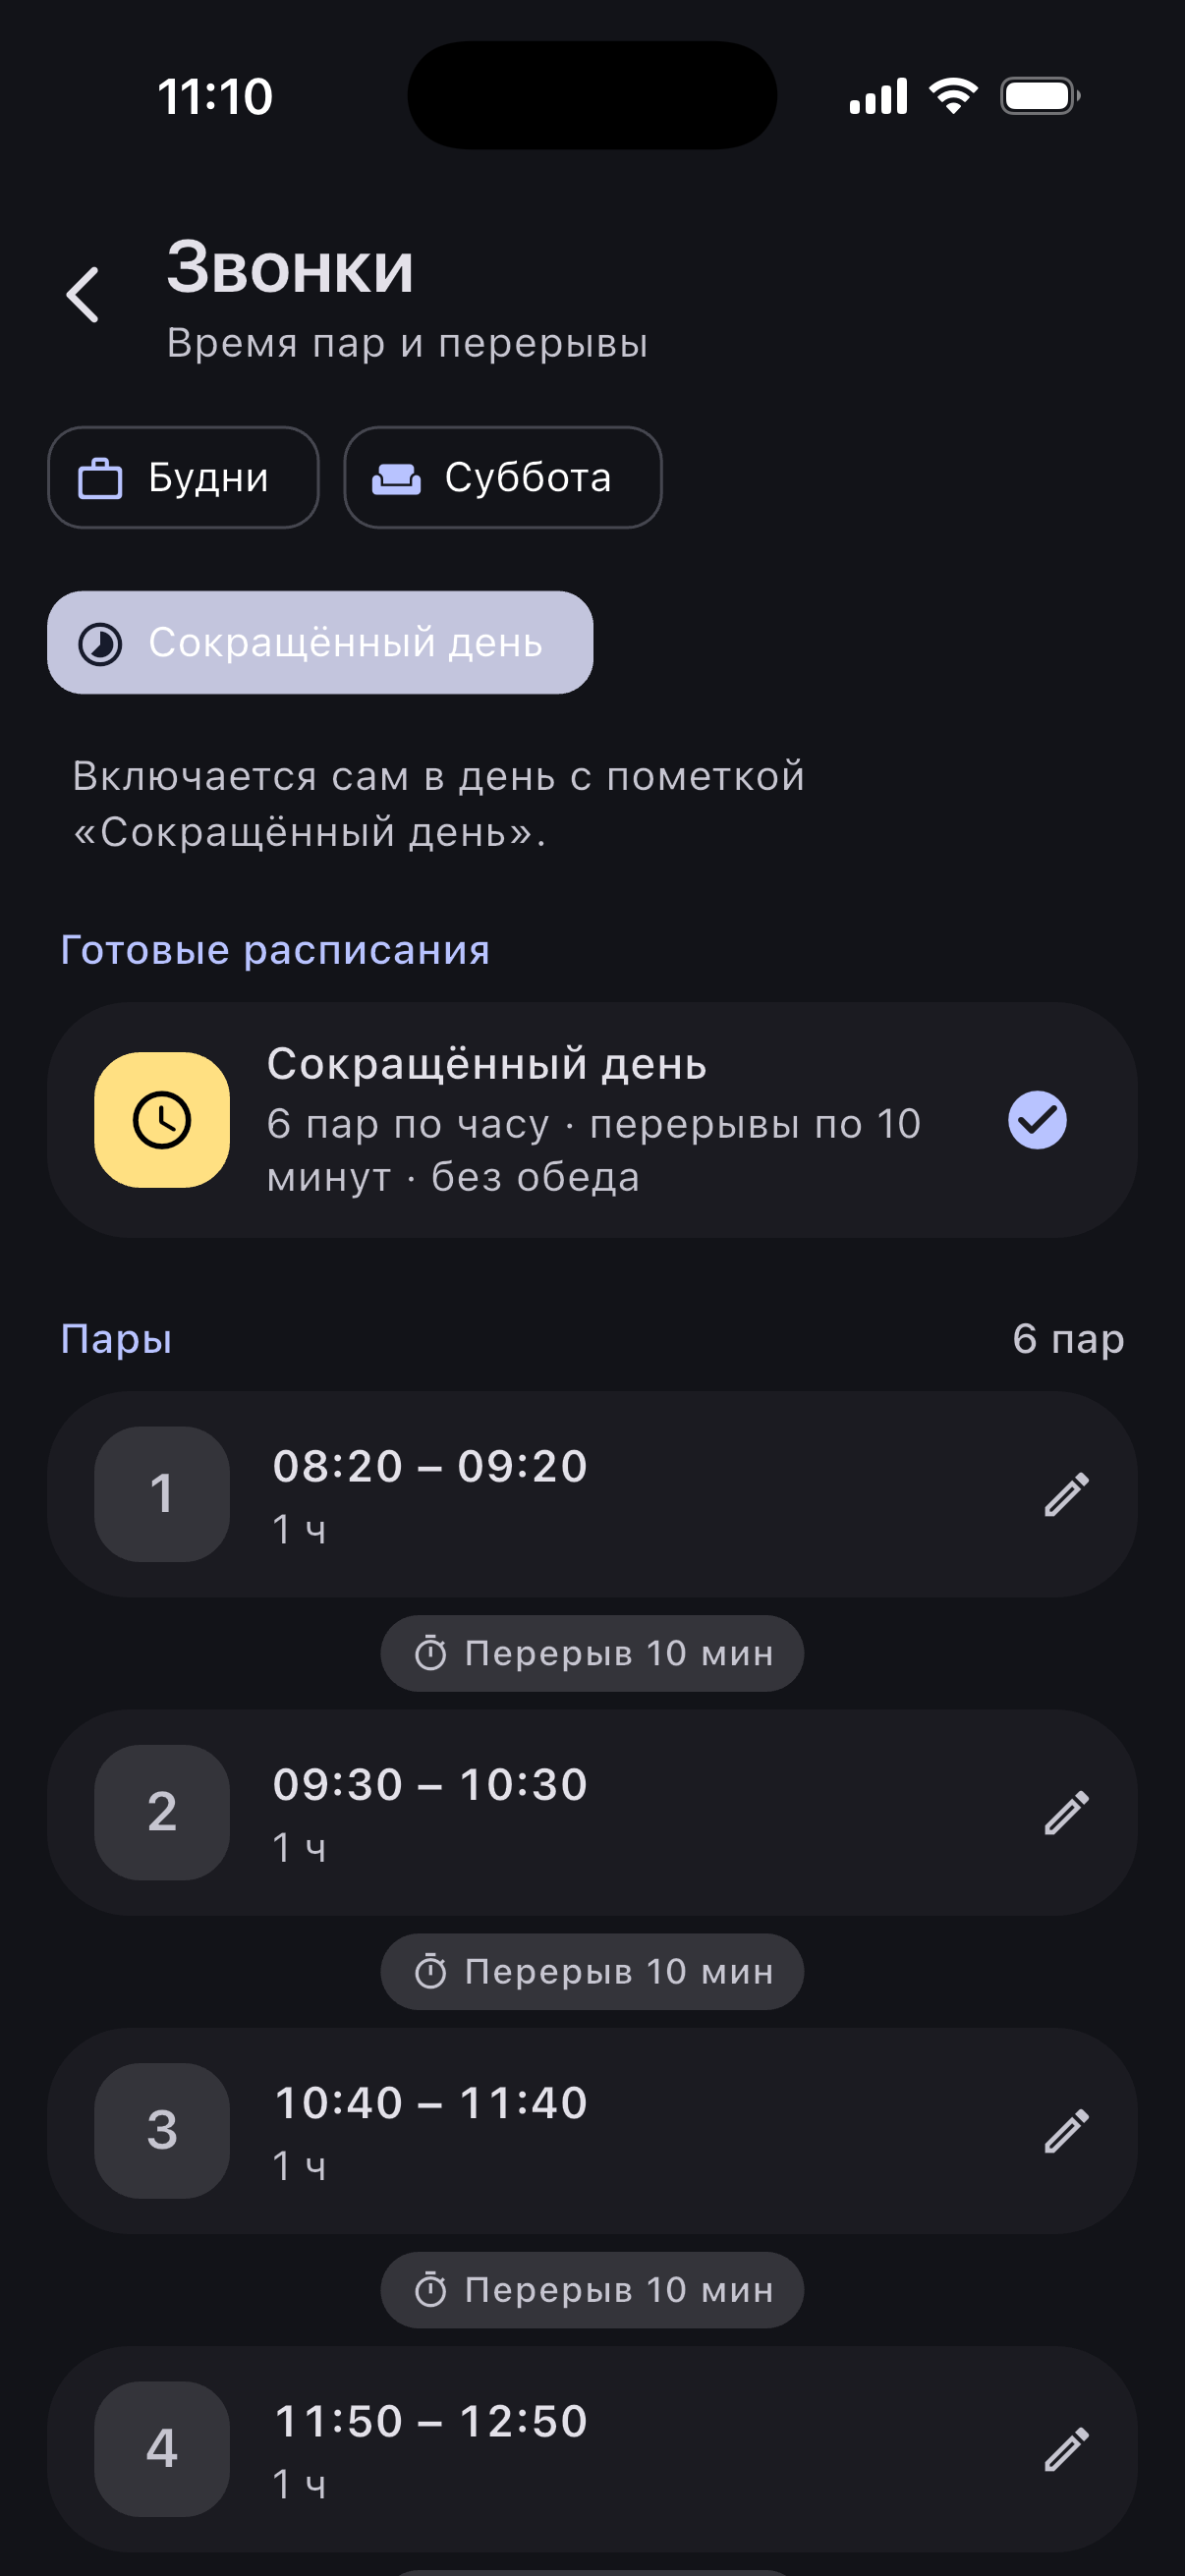 11:10
Звонки
Время пар и перерывы
Будни
Суббота
Сокращённый день
Включается сам в день с пометкой
«Сокращённый день».
Готовые расписания
Сокращённый день
6 пар по часу · перерывы по 10
минут · без обеда
Пары
6 пар
1
08:20 – 09:20
1 ч
Перерыв 10 мин
2
09:30 – 10:30
1 ч
Перерыв 10 мин
3
10:40 – 11:40
1 ч
Перерыв 10 мин
4
11:50 – 12:50
1 ч